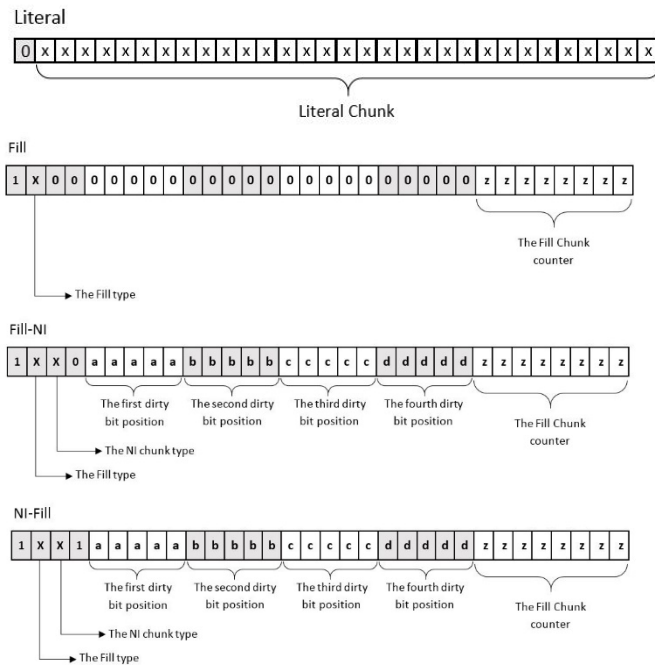 Literal
0 x x x x x x x x x x x x x x x x x x x x x x x x x x x x x x x
Literal Chunk
Fill
1 X 0 0 0 0 0 0 0 0 0 0 0 0 0 0 0 0 0 0 0 0 0 0 z z z z z z z z
The Fill Chunk
counter
The Fill type
Fill-NI
1 X X 0 a a a a a b b b b b c c c c c d d d d d z z z z z z z z
The first dirty
bit position
The second dirty
bit position
The third dirty
bit position
The fourth dirty
bit position
The Fill Chunk
counter
The NI chunk type
The Fill type
NI-Fill
1 X X 1 a a a a a b b b b b c c c c c d d d d d z z z z z z z z
The first dirty
bit position
The second dirty
bit position
The third dirty
bit position
The fourth dirty
bit position
The Fill Chunk
counter
The NI chunk type
The Fill type